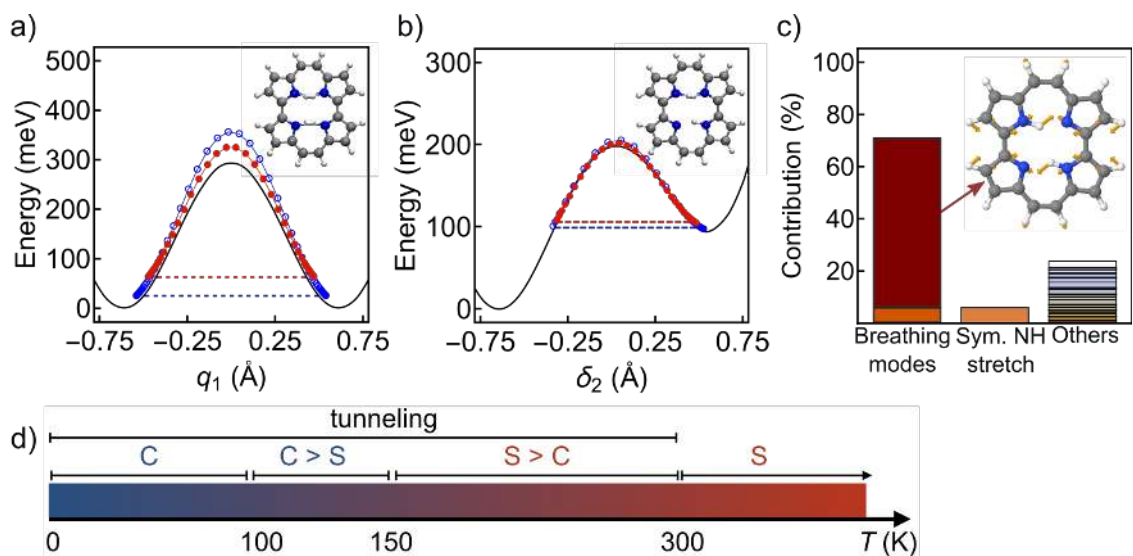 a)
Energy (meV)
500
400
300
200
100
0
−0.75
−0.25
0.25
0.75
q₁ (Å)
b)
Energy (meV)
300
200
100
0
−0.75
−0.25
0.25
0.75
δ₂ (Å)
c)
Contribution (%)
100
80
60
40
20
Breathing modes
Sym. NH stretch
Others
d)
tunneling
C
C > S
S > C
S
0
100
150
300
T (K)